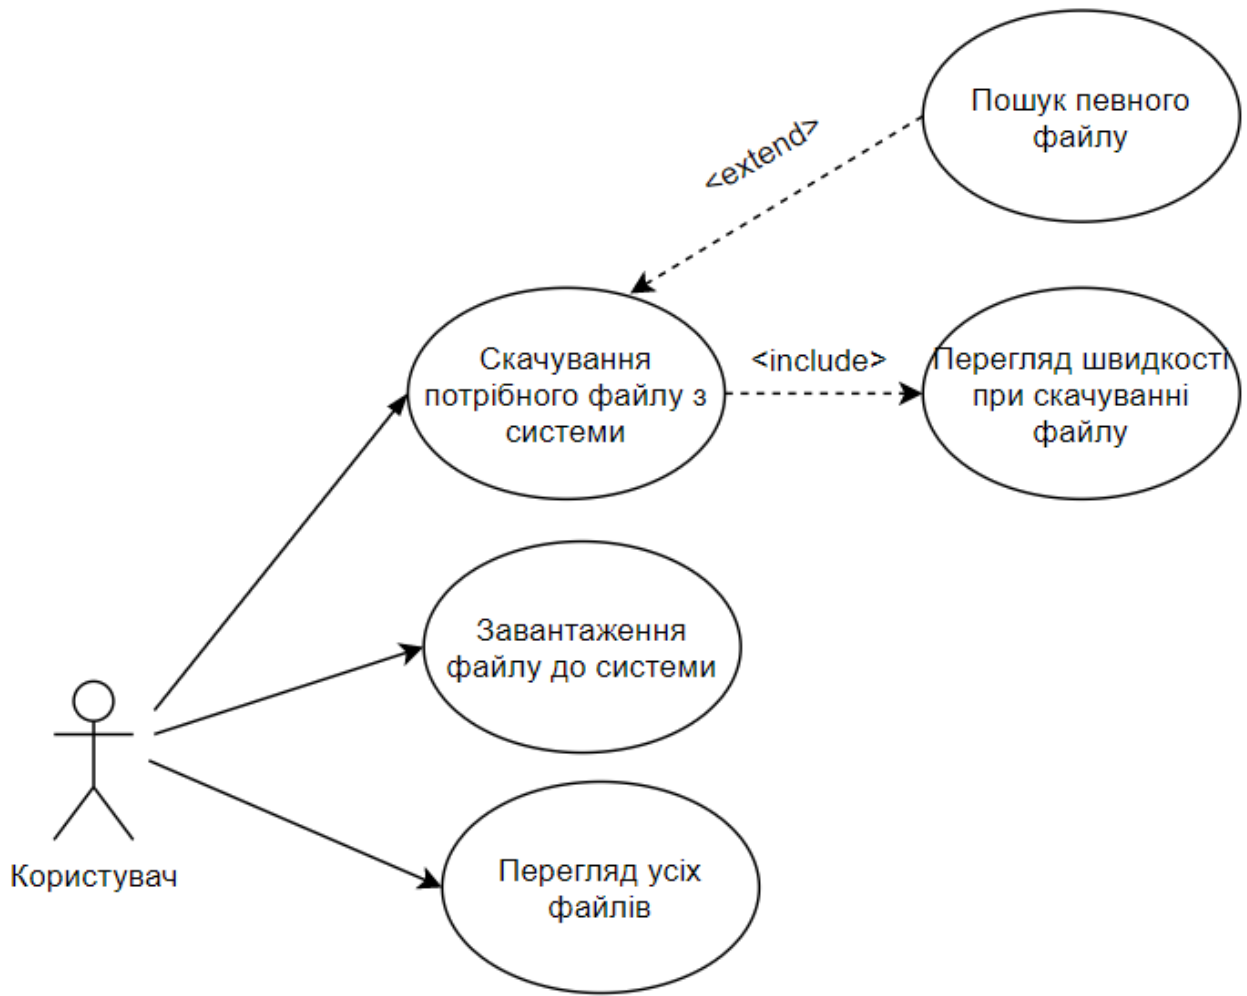 Пошук певного
файлу
<extend>
Скачування
потрібного файлу з
системи
<include>
Перегляд швидкості
при скачуванні
файлу
Завантаження
файлу до системи
Користувач
Перегляд усіх
файлів